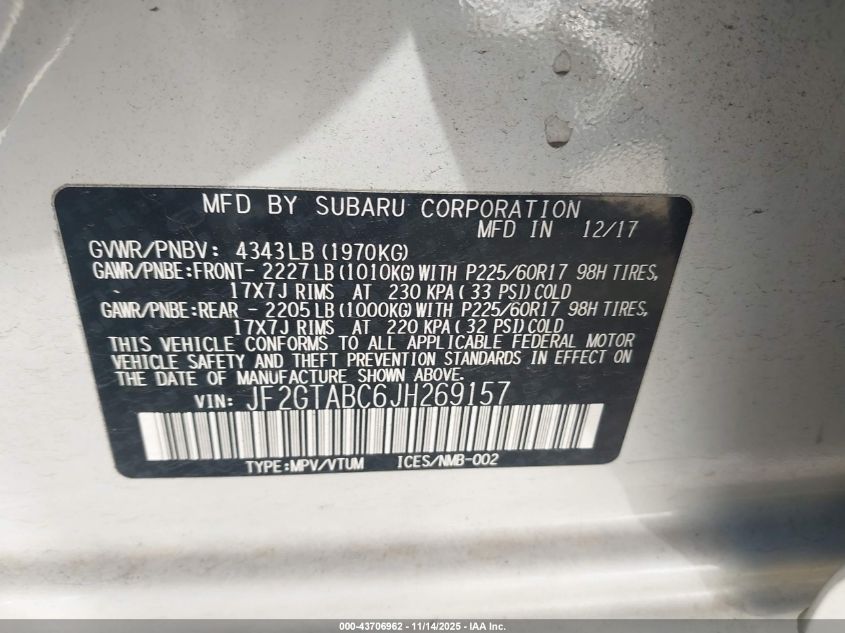 MFD BY SUBARU CORPORATION
MFD IN 12/17
GVWR/PNBV: 4343LB(1970KG)
GAWR/PNBE:FRONT- 2227LB(1010KG)WITH P225/60R17 98H TIRES,
17X7J RIMS AT 230 KPA(33 PSI)COLD
GAWR/PNBE:REAR - 2205LB(1000KG)WITH P225/60R17 98H TIRES,
17X7J RIMS AT 220 KPA(32 PSI)COLD
THIS VEHICLE CONFORMS TO ALL APPLICABLE FEDERAL MOTOR
VEHICLE SAFETY AND THEFT PREVENTION STANDARDS IN EFFECT ON
THE DATE OF MANUFACTURE SHOWN ABOVE.
VIN: JF2GTABC6JH269157
TYPE:MPV/VTUM ICES/NMB-002
000-43706962 - 11/14/2025 - IAA Inc.